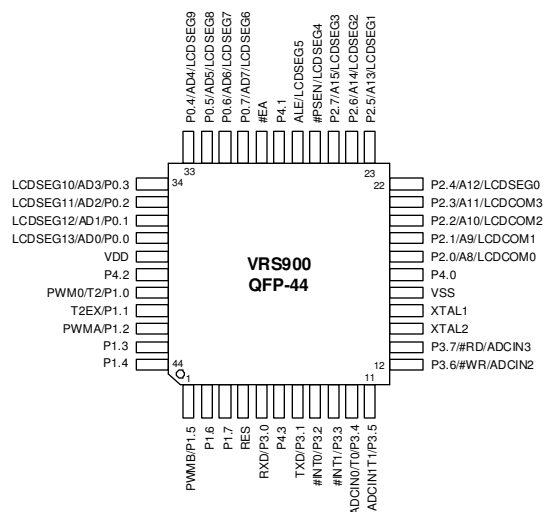 P0.4/AD4/LCDSEG9
P0.5/AD5/LCDSEG8
P0.6/AD6/LCDSEG7
P0.7/AD7/LCDSEG6
#EA
P4.1
ALE/LCDSEG5
#PSEN/LCDSEG4
P2.7/A15/LCDSEG3
P2.6/A14/LCDSEG2
P2.5/A13/LCDSEG1
33
23
34
22
LCDSEG10/AD3/P0.3
LCDSEG11/AD2/P0.2
LCDSEG12/AD1/P0.1
LCDSEG13/AD0/P0.0
VDD
P4.2
PWM0/T2/P1.0
T2EX/P1.1
PWMA/P1.2
P1.3
P1.4
VRS900
QFP-44
P2.4/A12/LCDSEG0
P2.3/A11/LCDCOM3
P2.2/A10/LCDCOM2
P2.1/A9/LCDCOM1
P2.0/A8/LCDCOM0
P4.0
VSS
XTAL1
XTAL2
P3.7/#RD/ADCIN3
P3.6/#WR/ADCIN2
44
12
1
11
PWMB/P1.5
P1.6
P1.7
RES
RXD/P3.0
P4.3
TXD/P3.1
#INT0/P3.2
#INT1/P3.3
ADCIN0/T0/P3.4
ADCIN1T1/P3.5